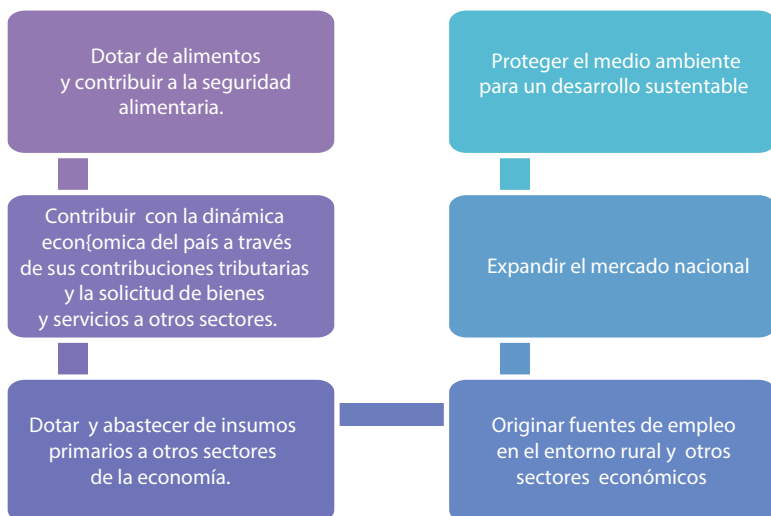 Dotar de alimentos
y contribuir a la seguridad
alimentaria.
Contribuir con la dinámica
econ{omica del país a través
de sus contribuciones tributarias
y la solicitud de bienes
y servicios a otros sectores.
Dotar y abastecer de insumos
primarios a otros sectores
de la economía.
Originar fuentes de empleo
en el entorno rural y otros
sectores económicos
Expandir el mercado nacional
Proteger el medio ambiente
para un desarrollo sustentable